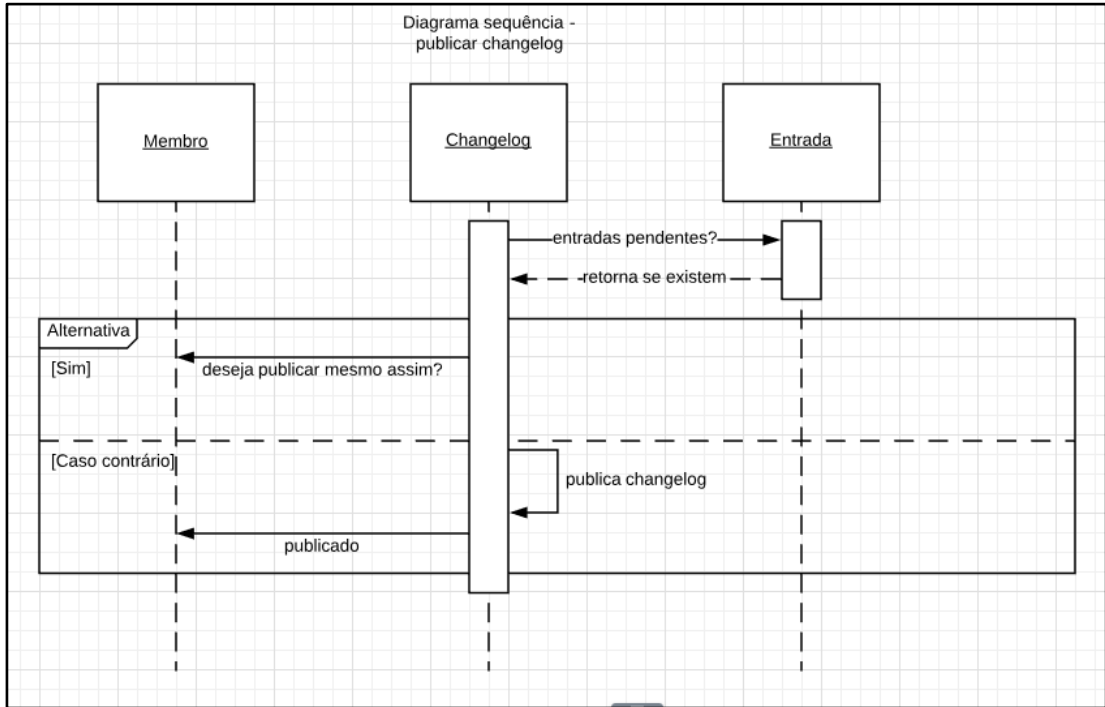 Diagrama sequência -
publicar changelog
Membro
Changelog
Entrada
entradas pendentes?
retorna se existem
Alternativa
[Sim]
deseja publicar mesmo assim?
[Caso contrário]
publica changelog
publicado